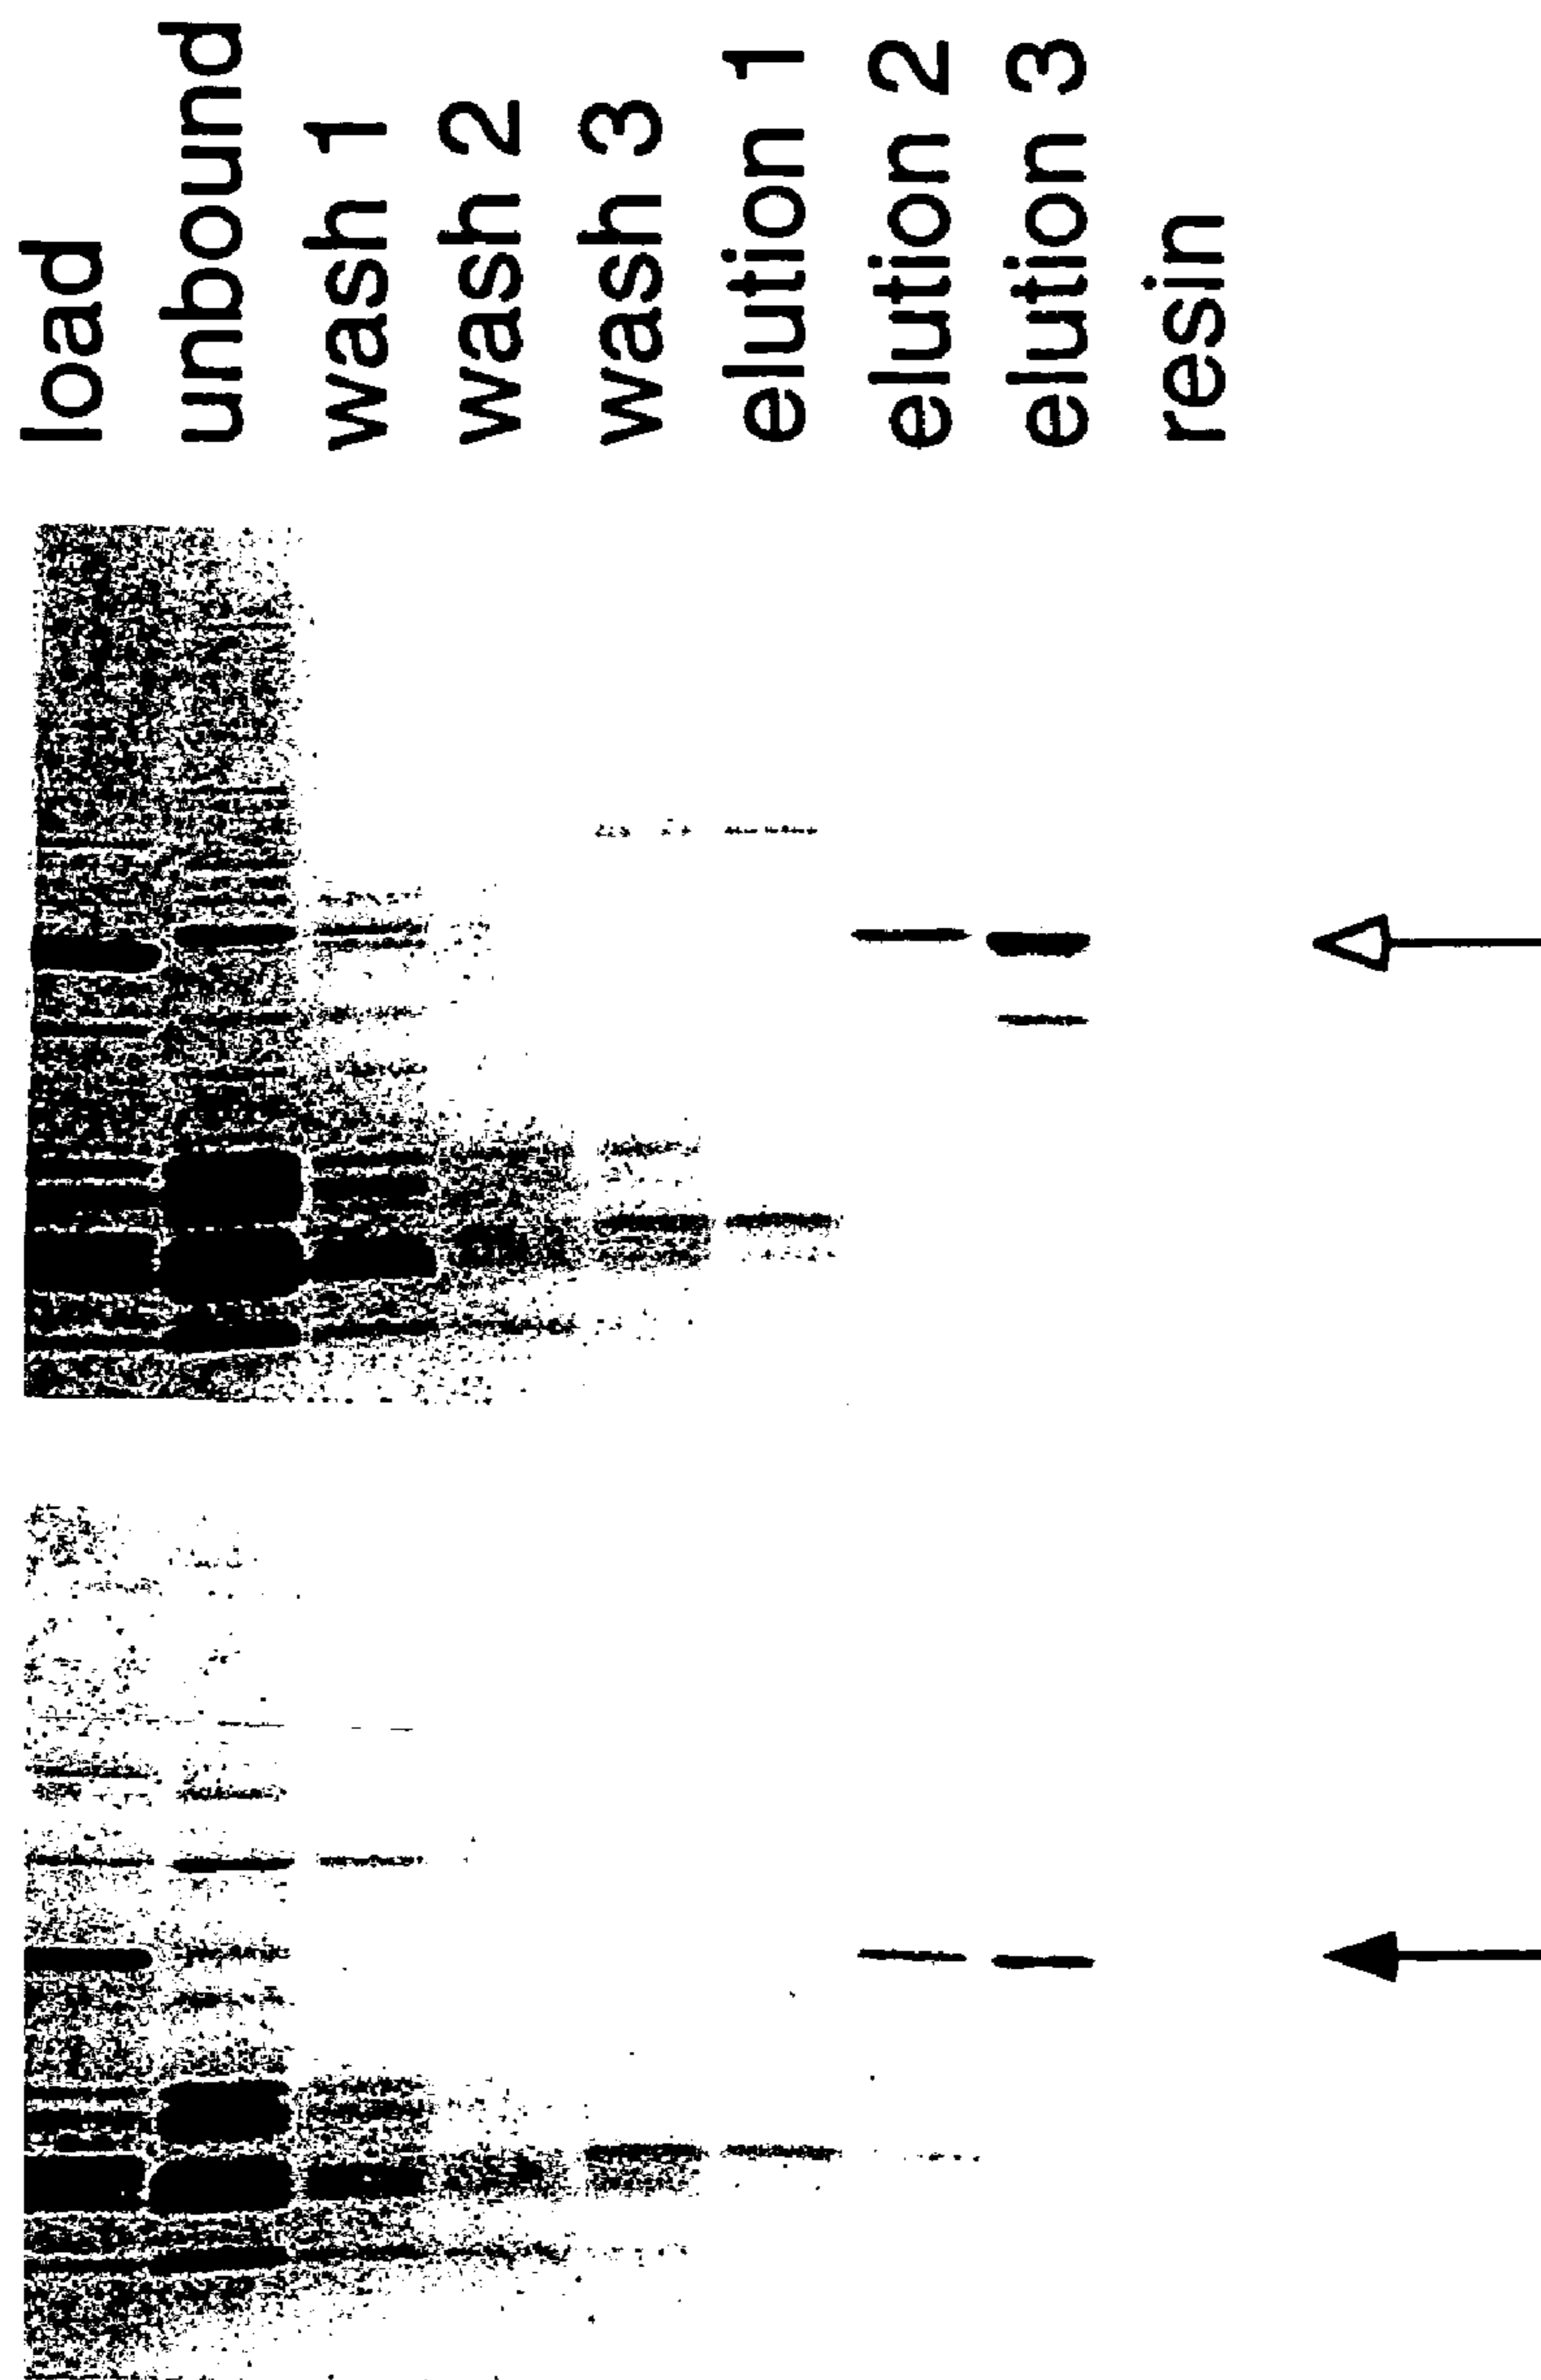 load
unbound
wash 1
wash 2
wash 3
elution 1
elution 2
elution 3
resin